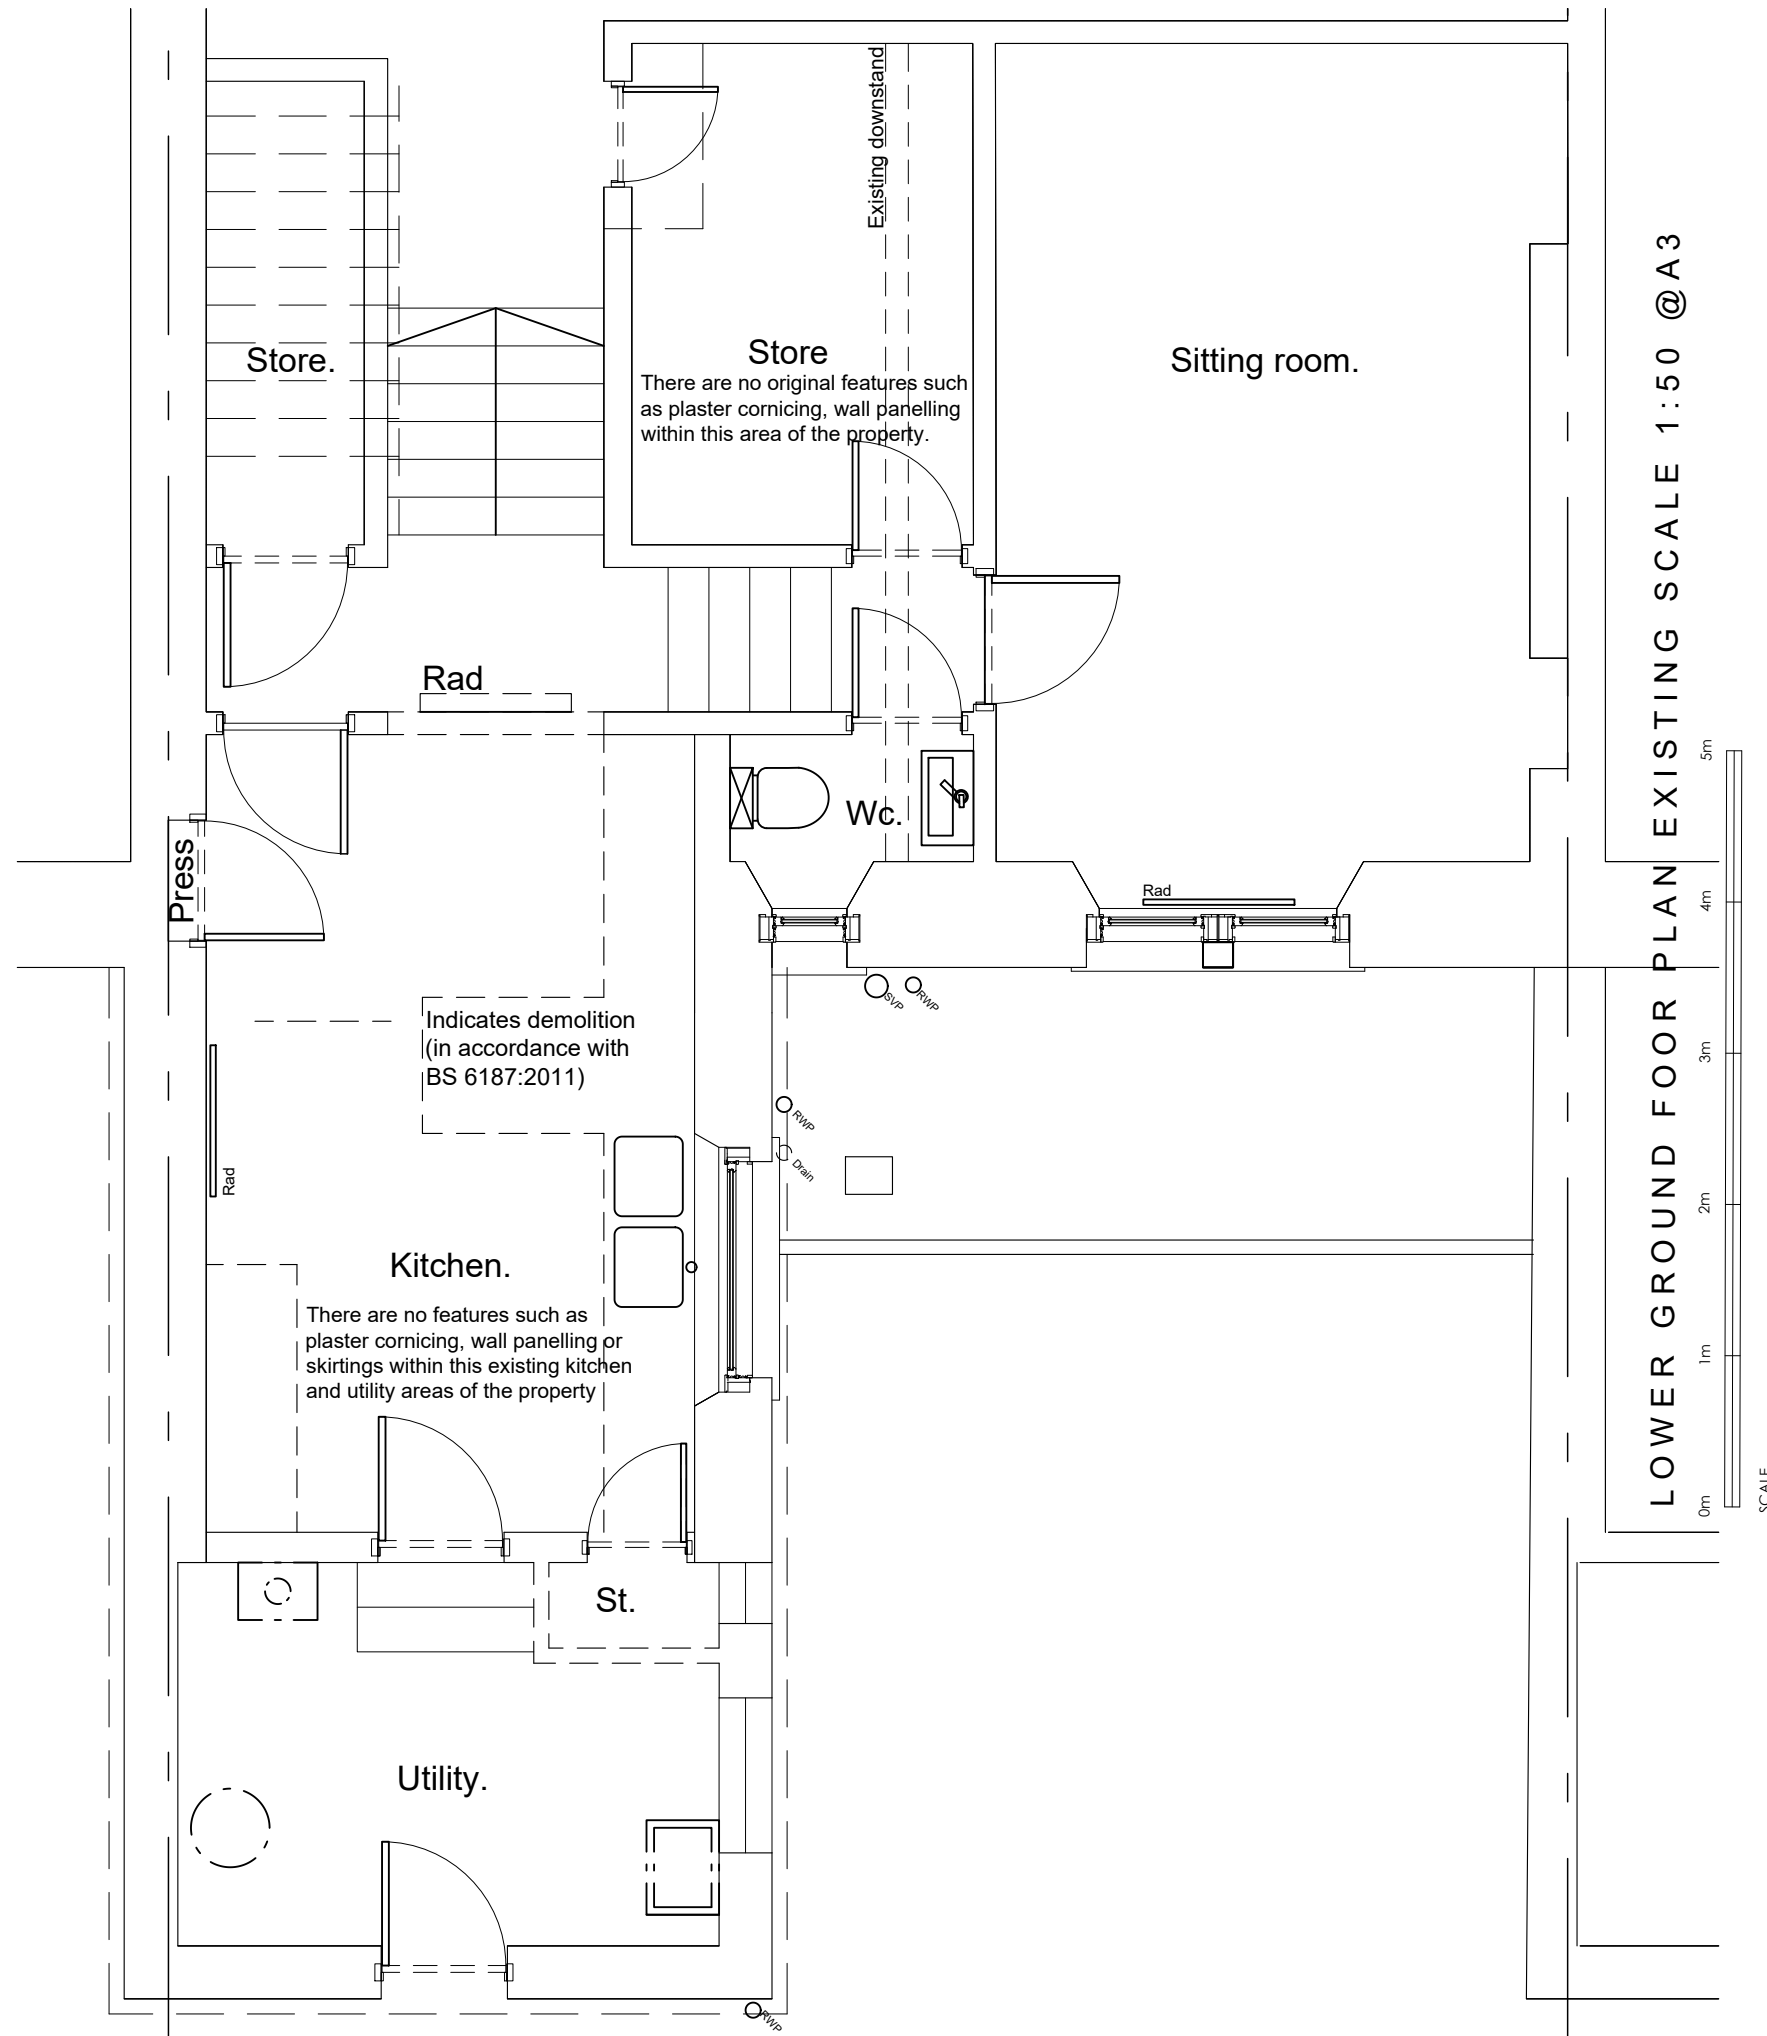 Existing downstand
Store.
Store
There are no original features such
as plaster cornicing, wall panelling
within this area of the property.
Sitting room.
Rad
Wc.
Press
Rad
SVP
RWP
Indicates demolition
(in accordance with
BS 6187:2011)
RWP
Drain
Rad
Kitchen.
There are no features such as
plaster cornicing, wall panelling or
skirtings within this existing kitchen
and utility areas of the property
St.
Utility.
RWP
LOWER GROUND FOOR PLAN EXISTING SCALE 1:50 @A3
0m 1m 2m 3m 4m 5m
SCALE